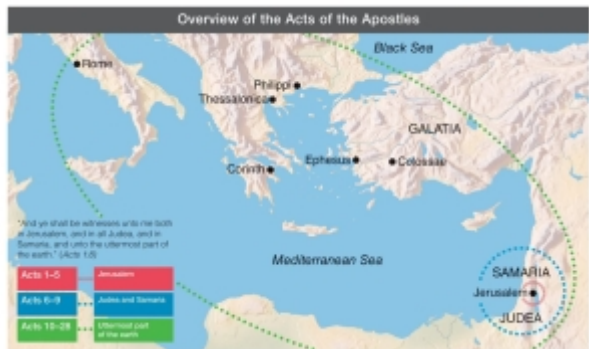 Overview of the Acts of the Apostles
Black Sea
Rome
Philippi
Thessalonica
GALATIA
Ephesus
Colossae
Corinth
"And ye shall be witnesses unto me both
in Jerusalem, and in all Judea, and in
Samaria, and unto the uttermost part of
the earth." (Acts 1:8)
Mediterranean Sea
SAMARIA
Jerusalem
JUDEA
Acts 1–5
Jerusalem
Acts 6–9
Judea and Samaria
Acts 10–28
Uttermost part
of the earth